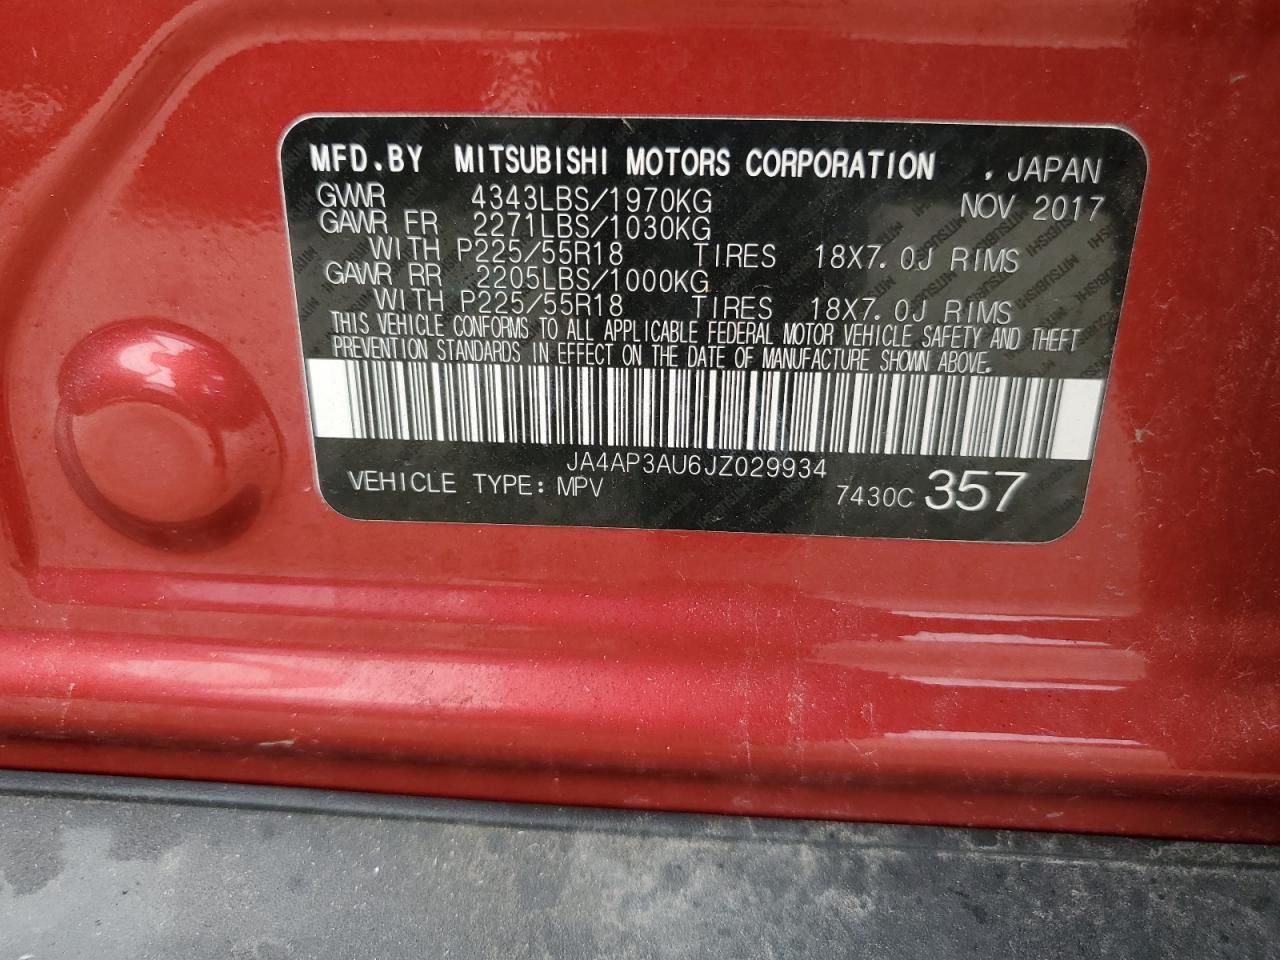 MFD.BY MITSUBISHI MOTORS CORPORATION , JAPAN
GVWR 4343LBS/1970KG NOV 2017
GAWR FR 2271LBS/1030KG
WITH P225/55R18 TIRES 18X7.0J RIMS
GAWR RR 2205LBS/1000KG
WITH P225/55R18 TIRES 18X7.0J RIMS
THIS VEHICLE CONFORMS TO ALL APPLICABLE FEDERAL MOTOR VEHICLE SAFETY AND THEFT
PREVENTION STANDARDS IN EFFECT ON THE DATE OF MANUFACTURE SHOWN ABOVE.
JA4AP3AU6JZ029934
VEHICLE TYPE: MPV 7430C 357